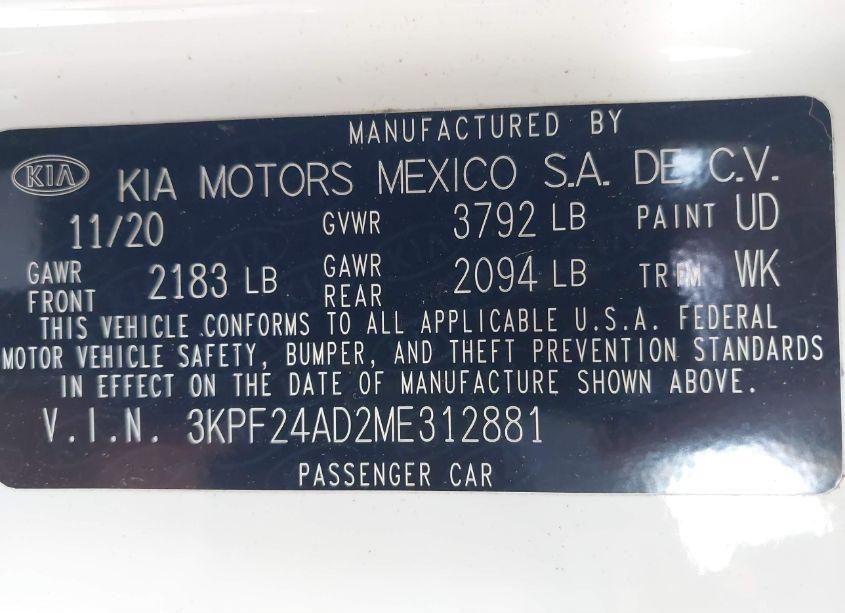 MANUFACTURED BY
KIA KIA MOTORS MEXICO S.A. DE C.V.
11/20 GVWR 3792 LB PAINT UD
GAWR FRONT 2183 LB GAWR REAR 2094 LB TRIM WK
THIS VEHICLE CONFORMS TO ALL APPLICABLE U.S.A. FEDERAL
MOTOR VEHICLE SAFETY, BUMPER, AND THEFT PREVENTION STANDARDS
IN EFFECT ON THE DATE OF MANUFACTURE SHOWN ABOVE.
V.I.N. 3KPF24AD2ME312881
PASSENGER CAR